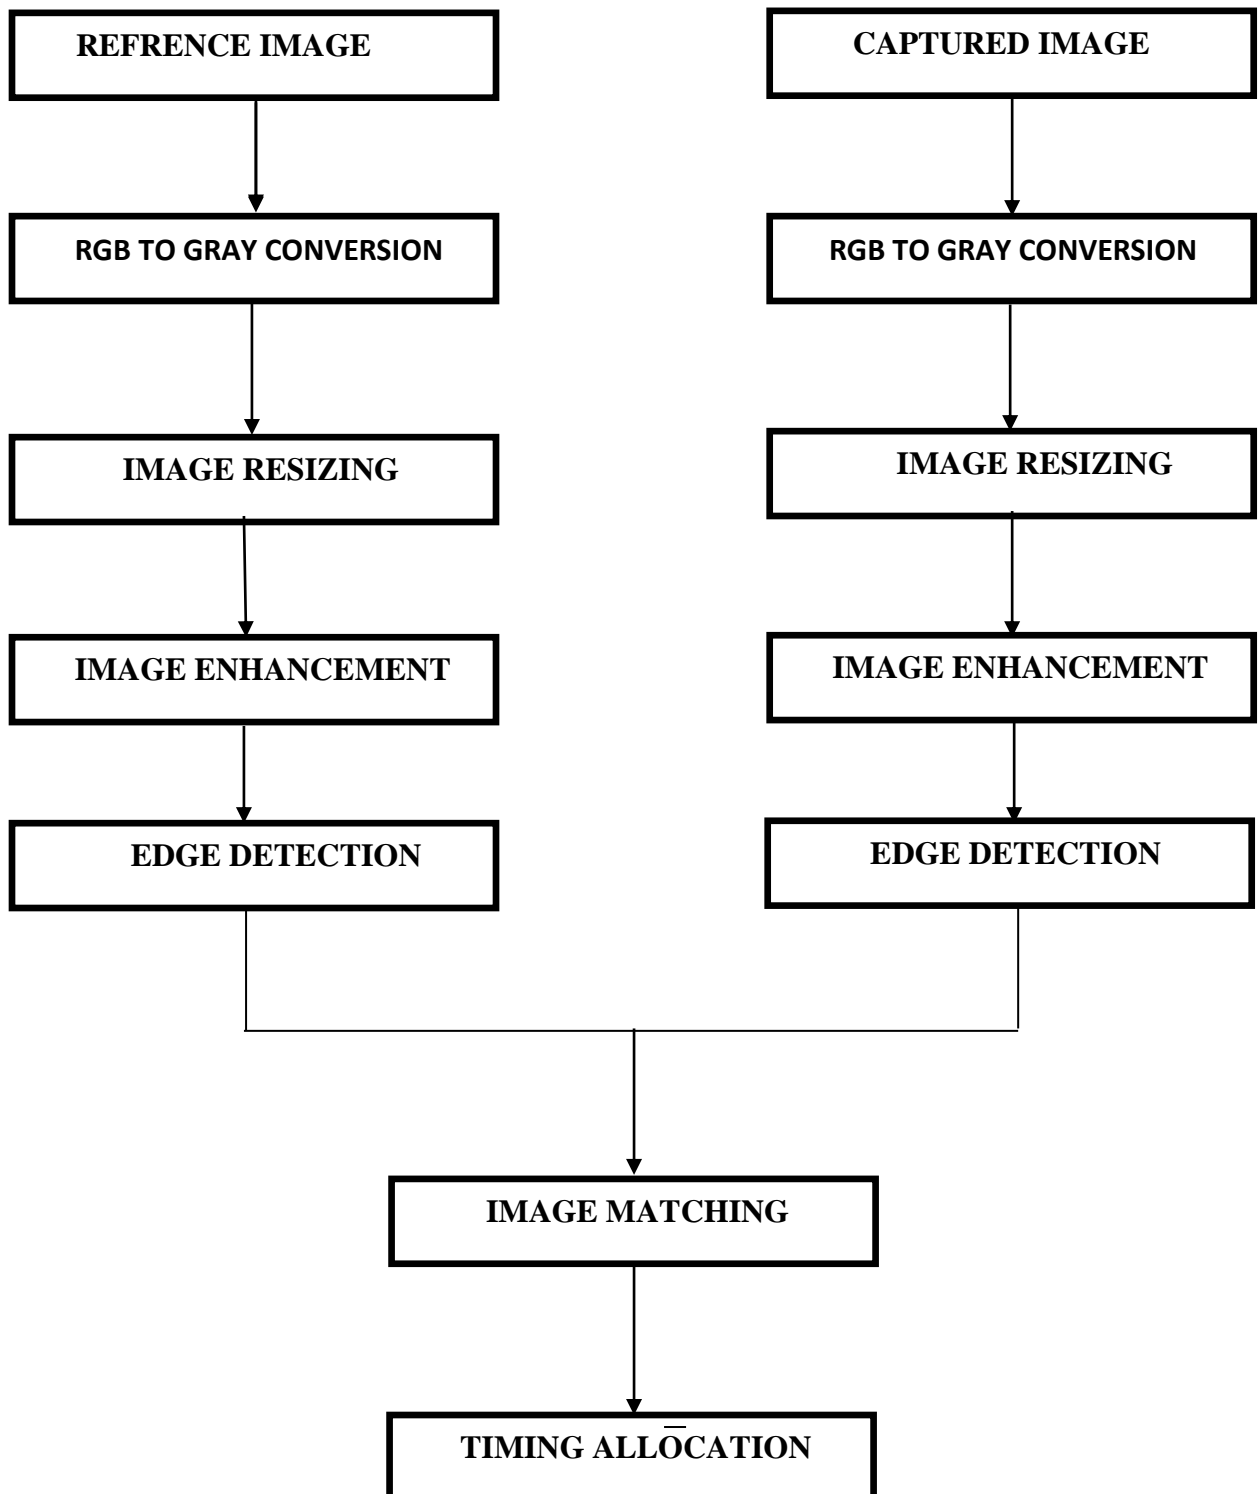 REFRENCE IMAGE
CAPTURED IMAGE
RGB TO GRAY CONVERSION
RGB TO GRAY CONVERSION
IMAGE RESIZING
IMAGE RESIZING
IMAGE ENHANCEMENT
IMAGE ENHANCEMENT
EDGE DETECTION
EDGE DETECTION
IMAGE MATCHING
TIMING ALLOCATION